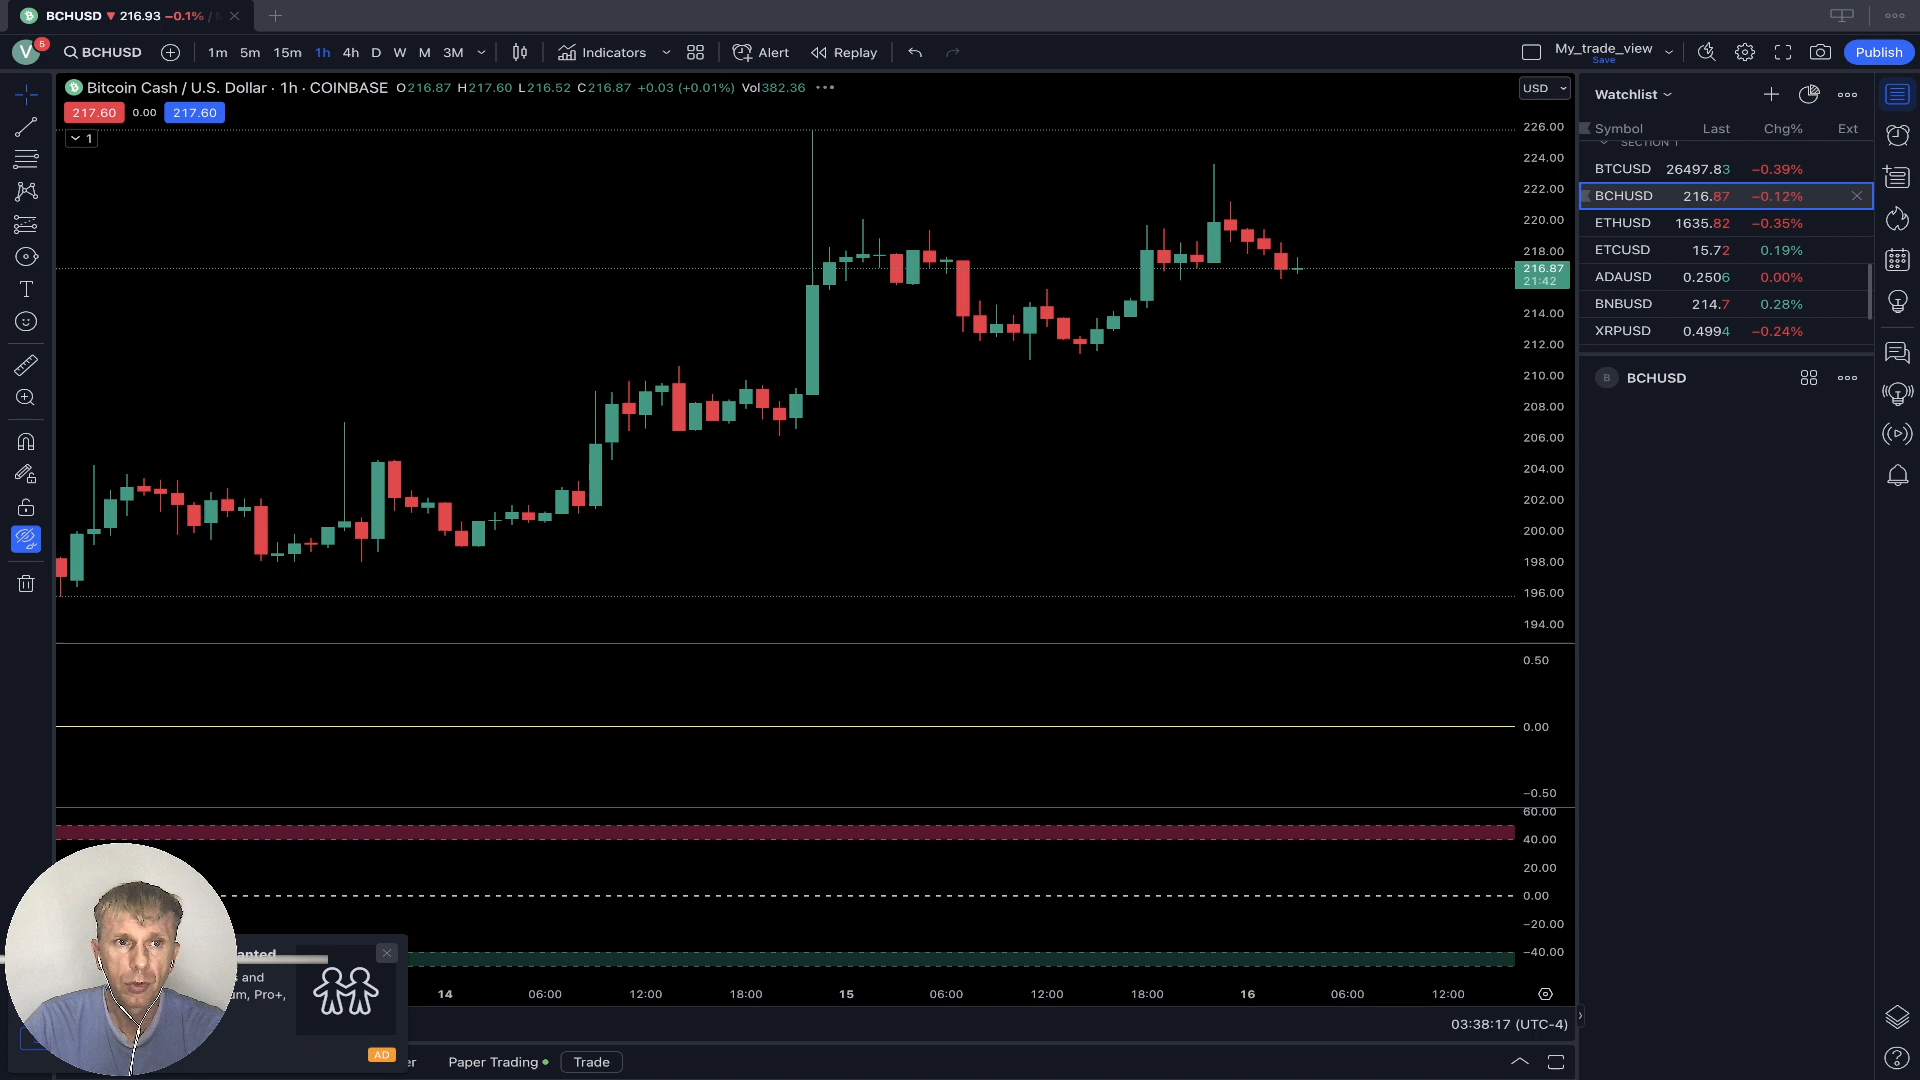 BCHUSD ▼ 216.93 −0.1% /
V 5 BCHUSD 1m 5m 15m 1h 4h D W M 3M Indicators Alert Replay My_trade_view Save Publish
Bitcoin Cash / U.S. Dollar · 1h · COINBASE O216.87 H217.60 L216.52 C216.87 +0.03 (+0.01%) Vol382.36
217.60 0.00 217.60
1
USD
226.00
224.00
222.00
220.00
218.00
216.87
21:42
214.00
212.00
210.00
208.00
206.00
204.00
202.00
200.00
198.00
196.00
194.00
0.50
0.00
−0.50
60.00
40.00
20.00
0.00
−20.00
−40.00
14 06:00 12:00 18:00 15 06:00 12:00 18:00 16 06:00 12:00
03:38:17 (UTC-4)
Paper Trading Trade
anted
and
um, Pro+,
AD
Watchlist
Symbol Last Chg% Ext
SECTION 1
BTCUSD 26497.83 −0.39%
BCHUSD 216.87 −0.12%
ETHUSD 1635.82 −0.35%
ETCUSD 15.72 0.19%
ADAUSD 0.2506 0.00%
BNBUSD 214.7 0.28%
XRPUSD 0.4994 −0.24%
B BCHUSD